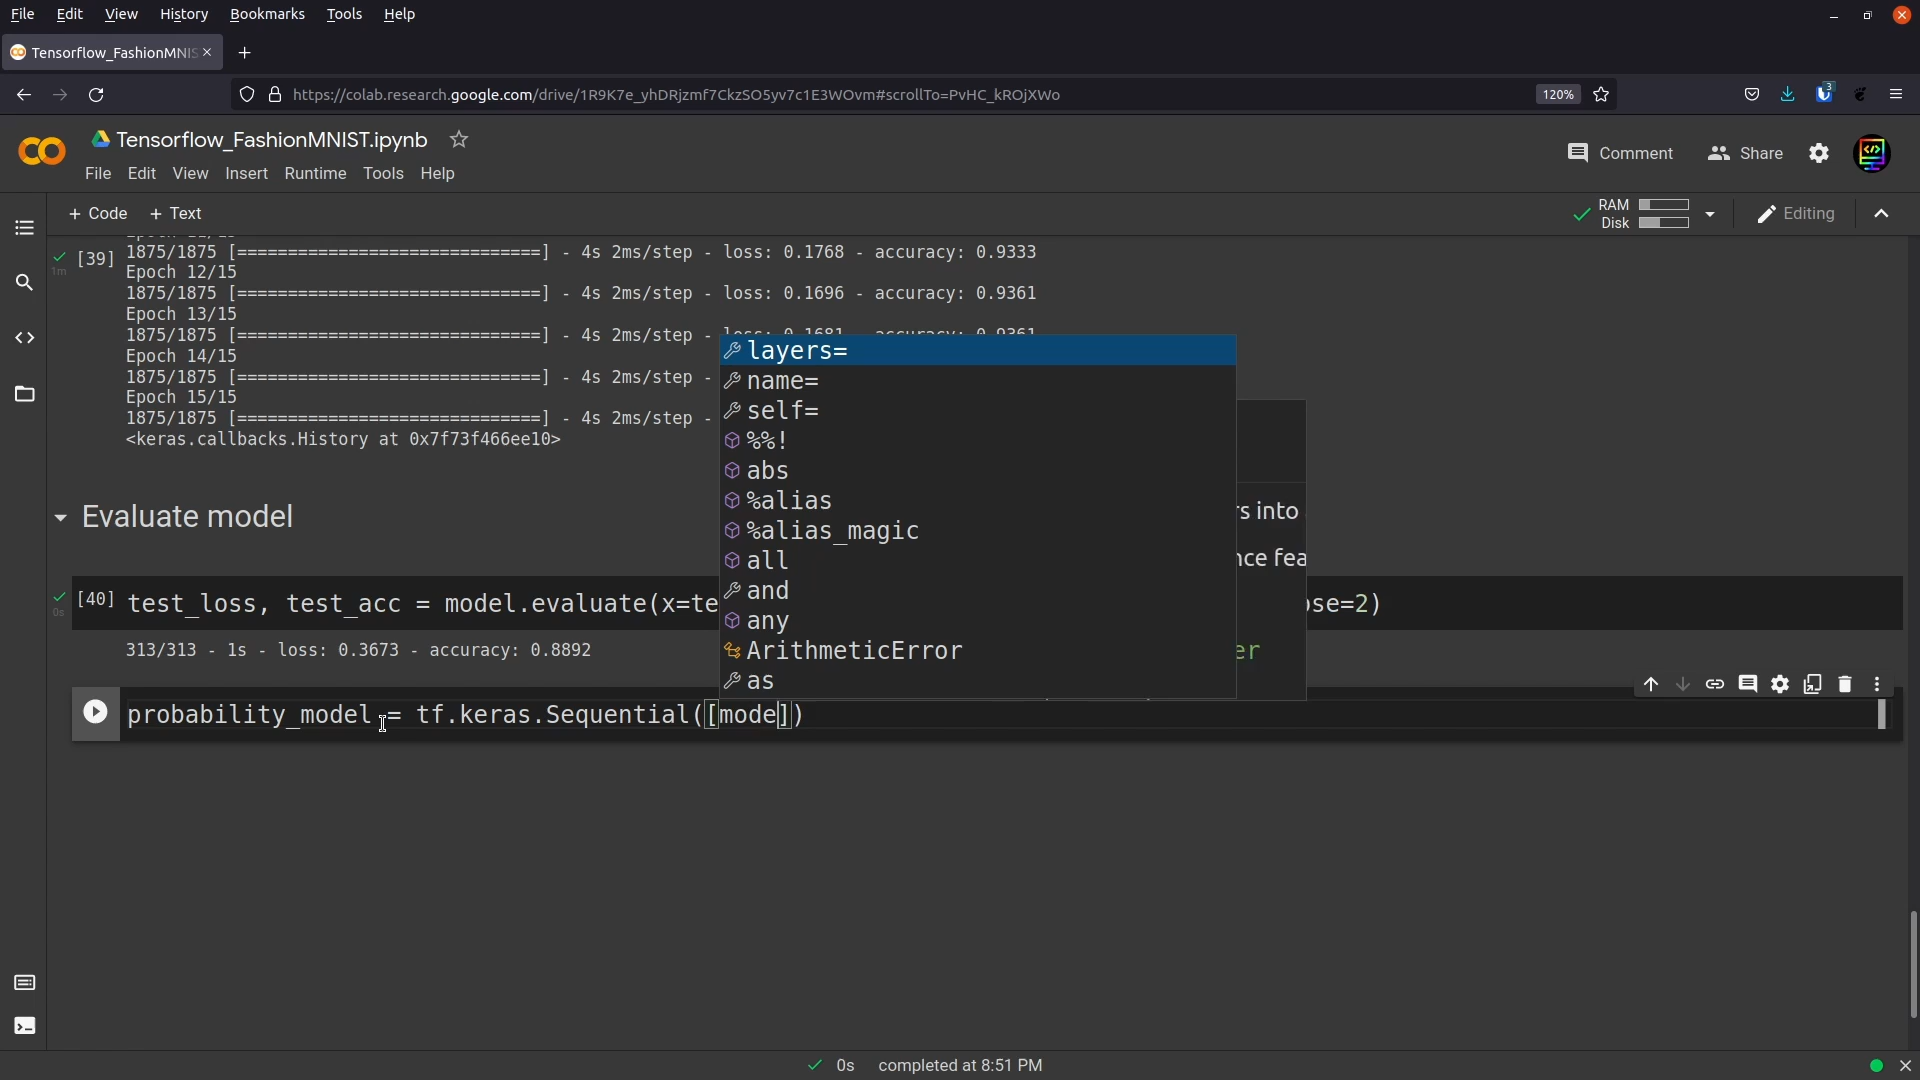 File Edit View History Bookmarks Tools Help
Tensorflow_FashionMNIS
https://colab.research.google.com/drive/1R9K7e_yhDRjzmf7CkzSO5yv7c1E3WOvm#scrollTo=PvHC_kROjXWo 120% 3
Tensorflow_FashionMNIST.ipynb
Comment Share
File Edit View Insert Runtime Tools Help
+ Code + Text RAM Disk Editing
[39] 1875/1875 [==============================] - 4s 2ms/step - loss: 0.1768 - accuracy: 0.9333
1m
Epoch 12/15
1875/1875 [==============================] - 4s 2ms/step - loss: 0.1696 - accuracy: 0.9361
Epoch 13/15
1875/1875 [==============================] - 4s 2ms/step - loss: 0.1681 - accuracy: 0.9361
Epoch 14/15
1875/1875 [==============================] - 4s 2ms/step -
Epoch 15/15
1875/1875 [==============================] - 4s 2ms/step -
<keras.callbacks.History at 0x7f73f466ee10>
layers=
name=
self=
%%!
abs
%alias
%alias_magic
all
and
any
ArithmeticError
as
s into
nce fea
er
Evaluate model
[40] test_loss, test_acc = model.evaluate(x=te se=2)
0s
313/313 - 1s - loss: 0.3673 - accuracy: 0.8892
probability_model = tf.keras.Sequential([mode])
0s completed at 8:51 PM